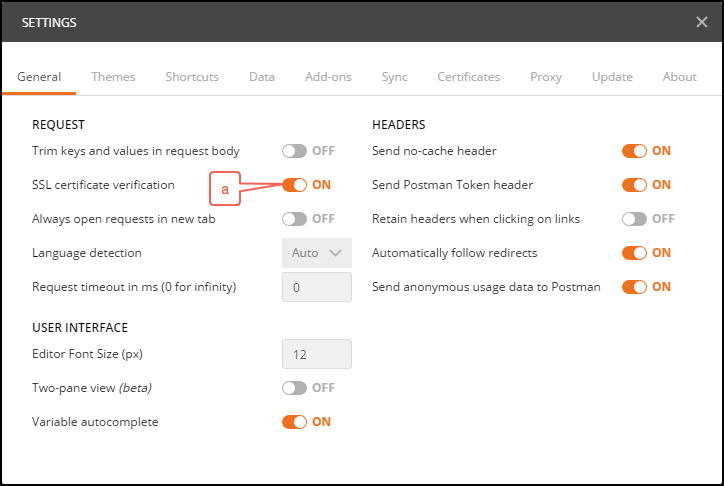 SETTINGS
General Themes Shortcuts Data Add-ons Sync Certificates Proxy Update About
REQUEST
Trim keys and values in request body OFF
SSL certificate verification a ON
Always open requests in new tab OFF
Language detection Auto
Request timeout in ms (0 for infinity) 0
USER INTERFACE
Editor Font Size (px) 12
Two-pane view (beta) OFF
Variable autocomplete ON
HEADERS
Send no-cache header ON
Send Postman Token header ON
Retain headers when clicking on links OFF
Automatically follow redirects ON
Send anonymous usage data to Postman ON